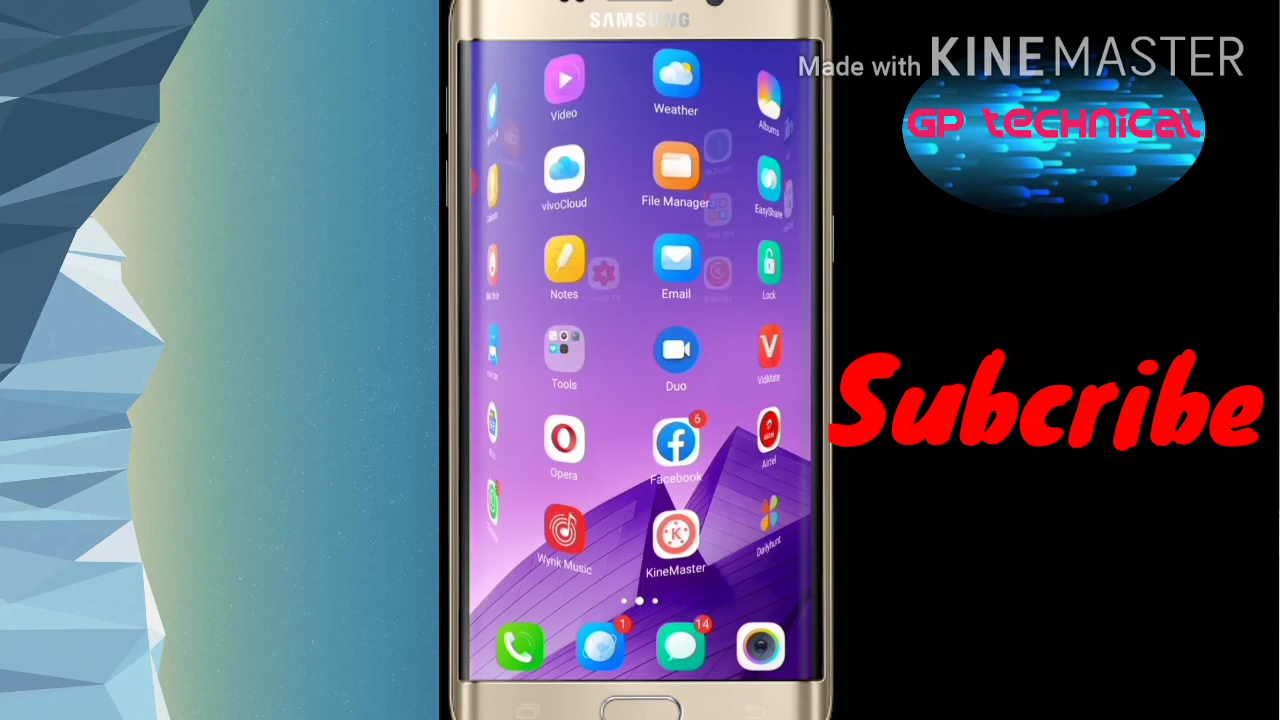 SAMSUNG
Made with KINEMASTER
GP TECHNICAL
Video
Weather
Albums
vivoCloud
File Manager
EasyShare
Notes
Email
Lock
Tools
Duo
VidMate
Opera
6
Facebook
airtel
Airtel
Wynk Music
KineMaster
Dailyhunt
1
14
Subcribe